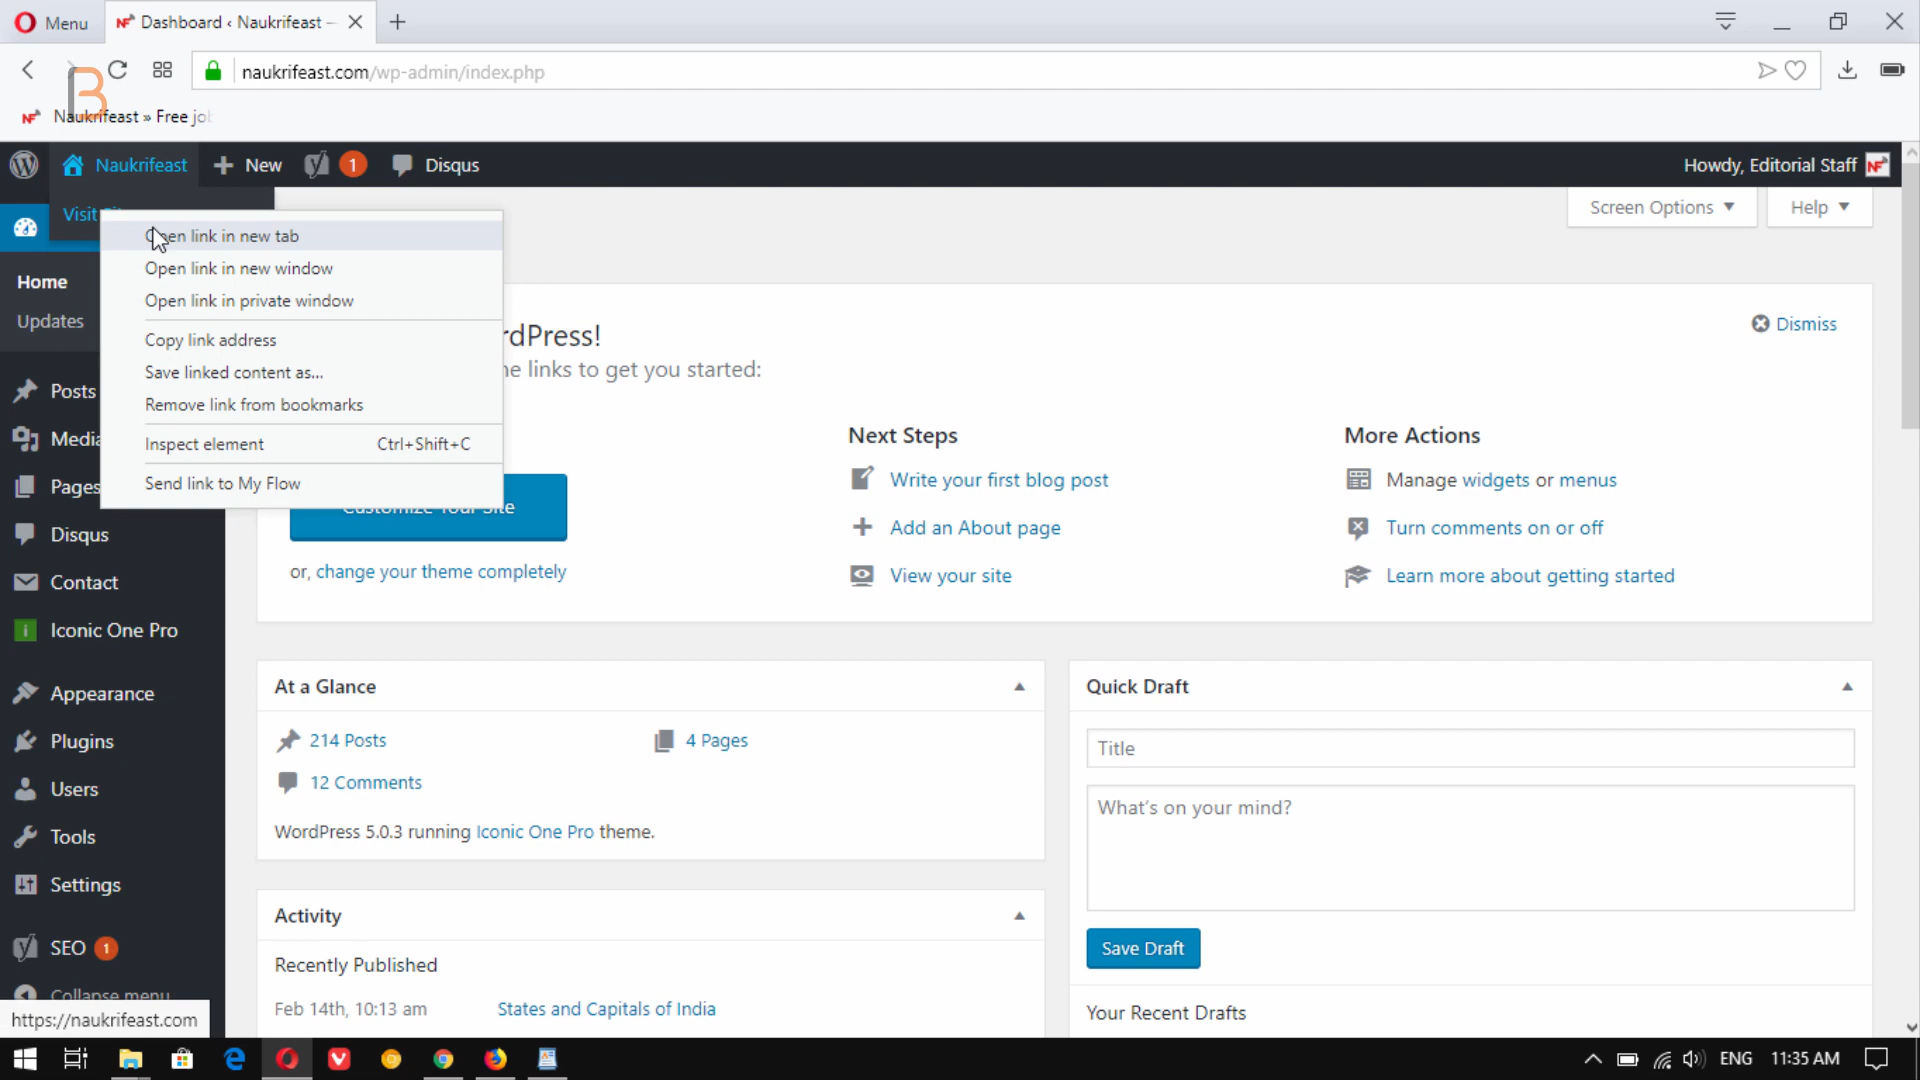 Menu
Dashboard ‹ Naukrifeast —
naukrifeast.com/wp-admin/index.php
Naukrifeast » Free jo
Naukrifeast
New
1
Disqus
Howdy, Editorial Staff
Visit
Screen Options
Help
Open link in new tab
Open link in new window
Open link in private window
Copy link address
Save linked content as...
Remove link from bookmarks
Inspect element Ctrl+Shift+C
Send link to My Flow
Home
Updates
Posts
Media
Pages
Disqus
Contact
Iconic One Pro
Appearance
Plugins
Users
Tools
Settings
SEO 1
Collapse menu
https://naukrifeast.com
rdPress!
e links to get you started:
Dismiss
Customize Your Site
or, change your theme completely
Next Steps
Write your first blog post
Add an About page
View your site
More Actions
Manage widgets or menus
Turn comments on or off
Learn more about getting started
At a Glance
214 Posts
4 Pages
12 Comments
WordPress 5.0.3 running Iconic One Pro theme.
Activity
Recently Published
Feb 14th, 10:13 am States and Capitals of India
Quick Draft
Title
What's on your mind?
Save Draft
Your Recent Drafts
ENG
11:35 AM